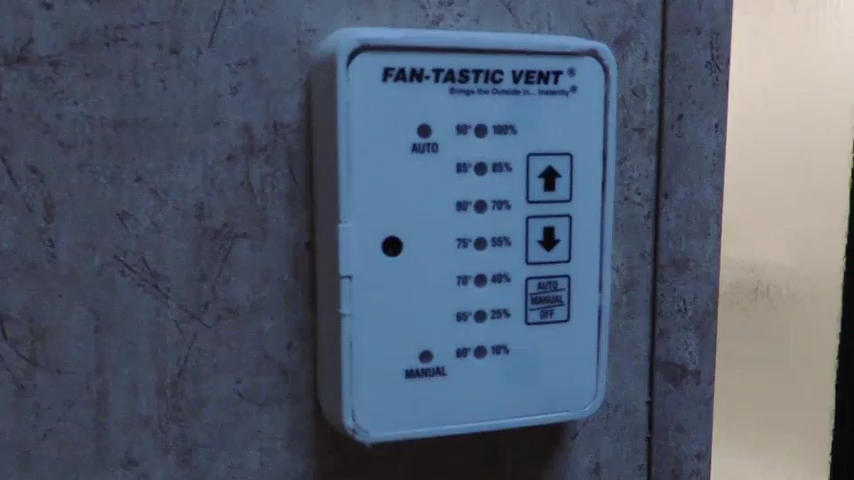 FAN-TASTIC VENT®
Brings the Outside in... Instantly®
AUTO
90° 100%
85° 85%
80° 70%
75° 55%
70° 40%
65° 25%
60° 10%
MANUAL
AUTO
MANUAL
OFF